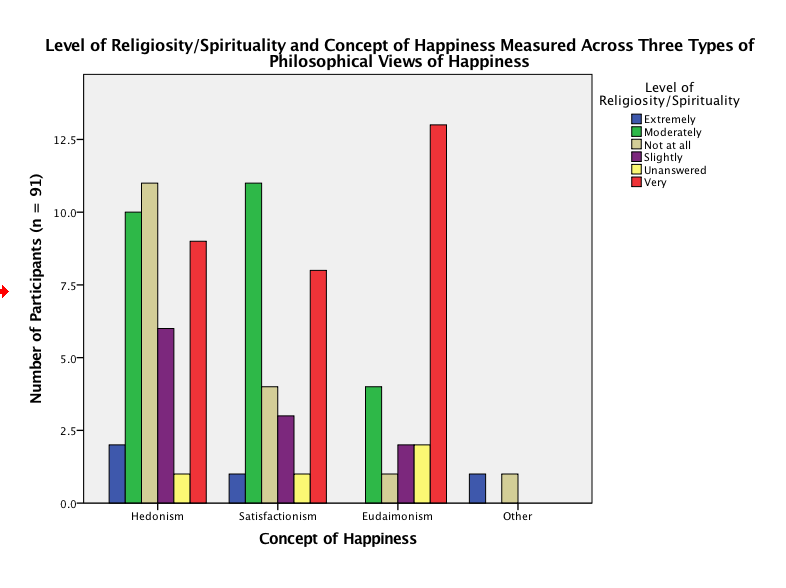 Level of Religiosity/Spirituality and Concept of Happiness Measured Across Three Types of
Philosophical Views of Happiness
Level of
Religiosity/Spirituality
Extremely
Moderately
Not at all
Slightly
Unanswered
Very
Number of Participants (n = 91)
12.5
10.0
7.5
5.0
2.5
0.0
Hedonism
Satisfactionism
Eudaimonism
Other
Concept of Happiness